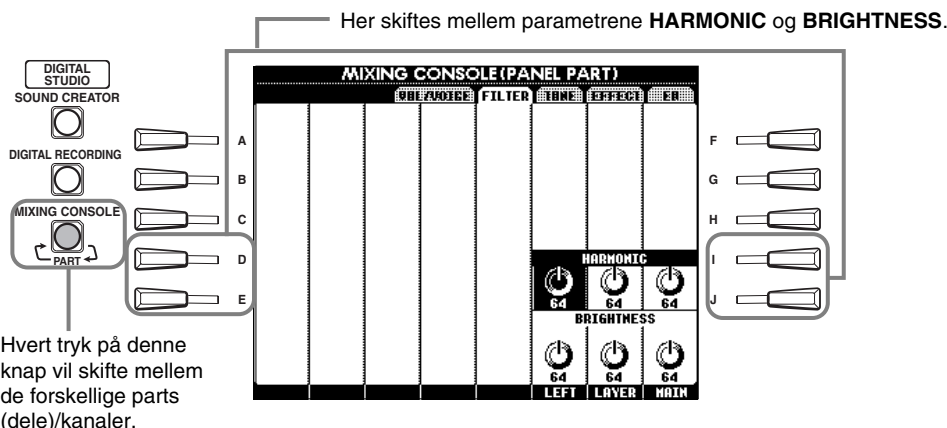 Her skiftes mellem parametrene HARMONIC og BRIGHTNESS.
DIGITAL
STUDIO
SOUND CREATOR
DIGITAL RECORDING
MIXING CONSOLE
PART
A
B
C
D
E
MIXING CONSOLE(PANEL PART)
VOL/VOICE FILTER TUNE EFFECT EQ
HARMONIC
64 64 64
BRIGHTNESS
64 64 64
LEFT LAYER MAIN
F
G
H
I
J
Hvert tryk på denne
knap vil skifte mellem
de forskellige parts
(dele)/kanaler.